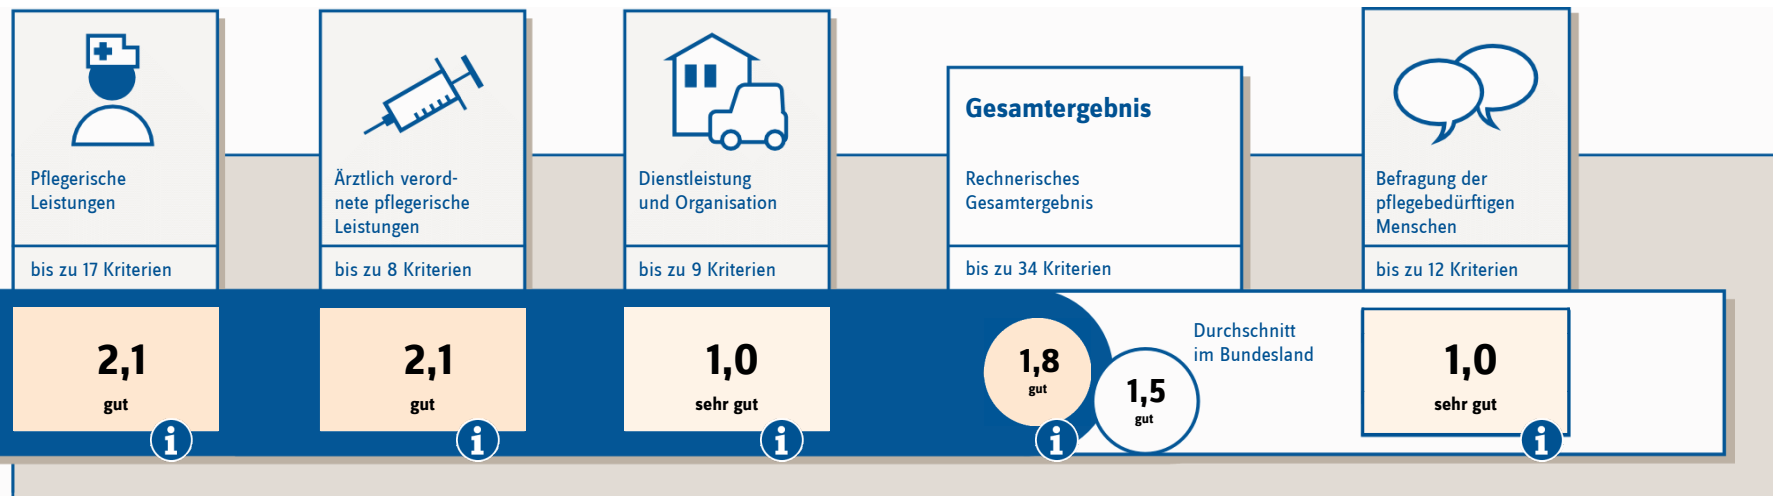 Pflegerische
Leistungen
bis zu 17 Kriterien
2,1
gut
i
Ärztlich verord-
nete pflegerische
Leistungen
bis zu 8 Kriterien
2,1
gut
i
Dienstleistung
und Organisation
bis zu 9 Kriterien
1,0
sehr gut
i
Gesamtergebnis
Rechnerisches
Gesamtergebnis
bis zu 34 Kriterien
1,8
gut
i
1,5
gut
Durchschnitt
im Bundesland
Befragung der
pflegebedürftigen
Menschen
bis zu 12 Kriterien
1,0
sehr gut
i